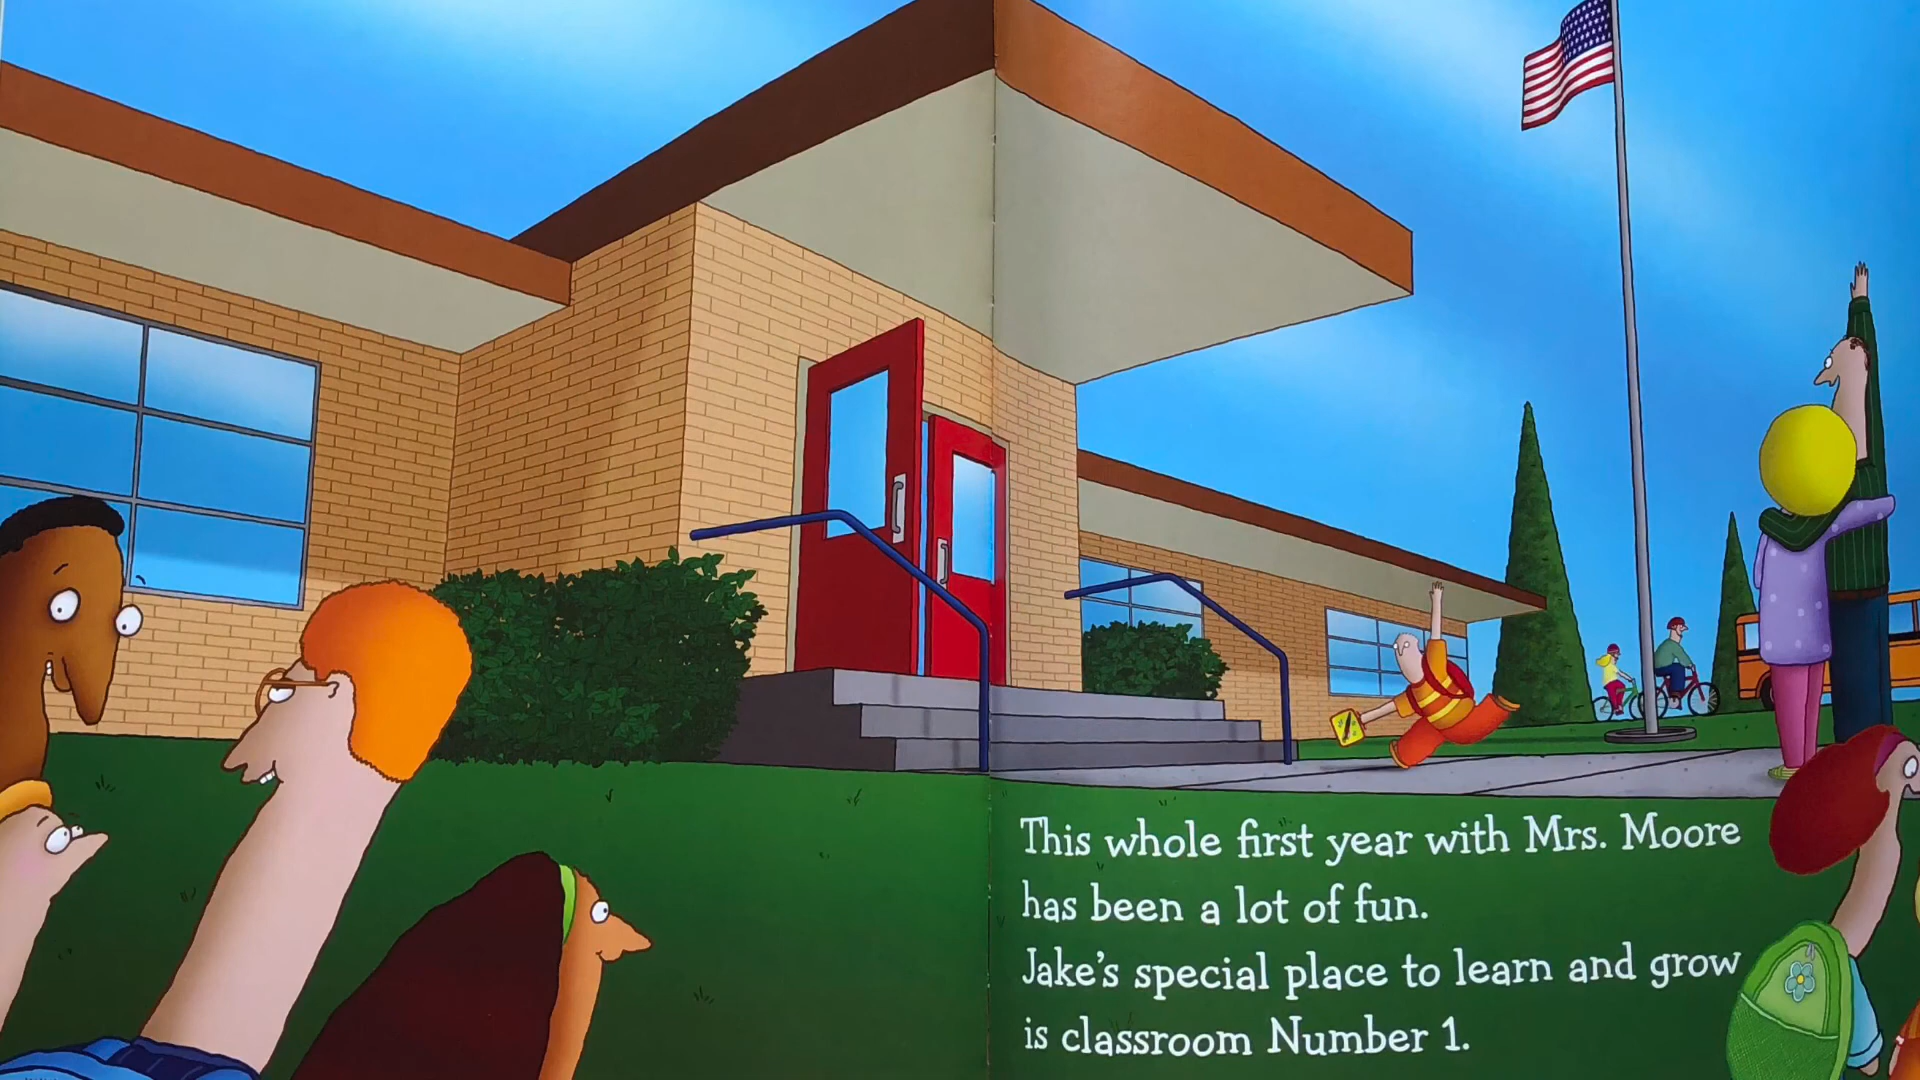 This whole first year with Mrs. Moore
has been a lot of fun.
Jake's special place to learn and grow
is classroom Number 1.